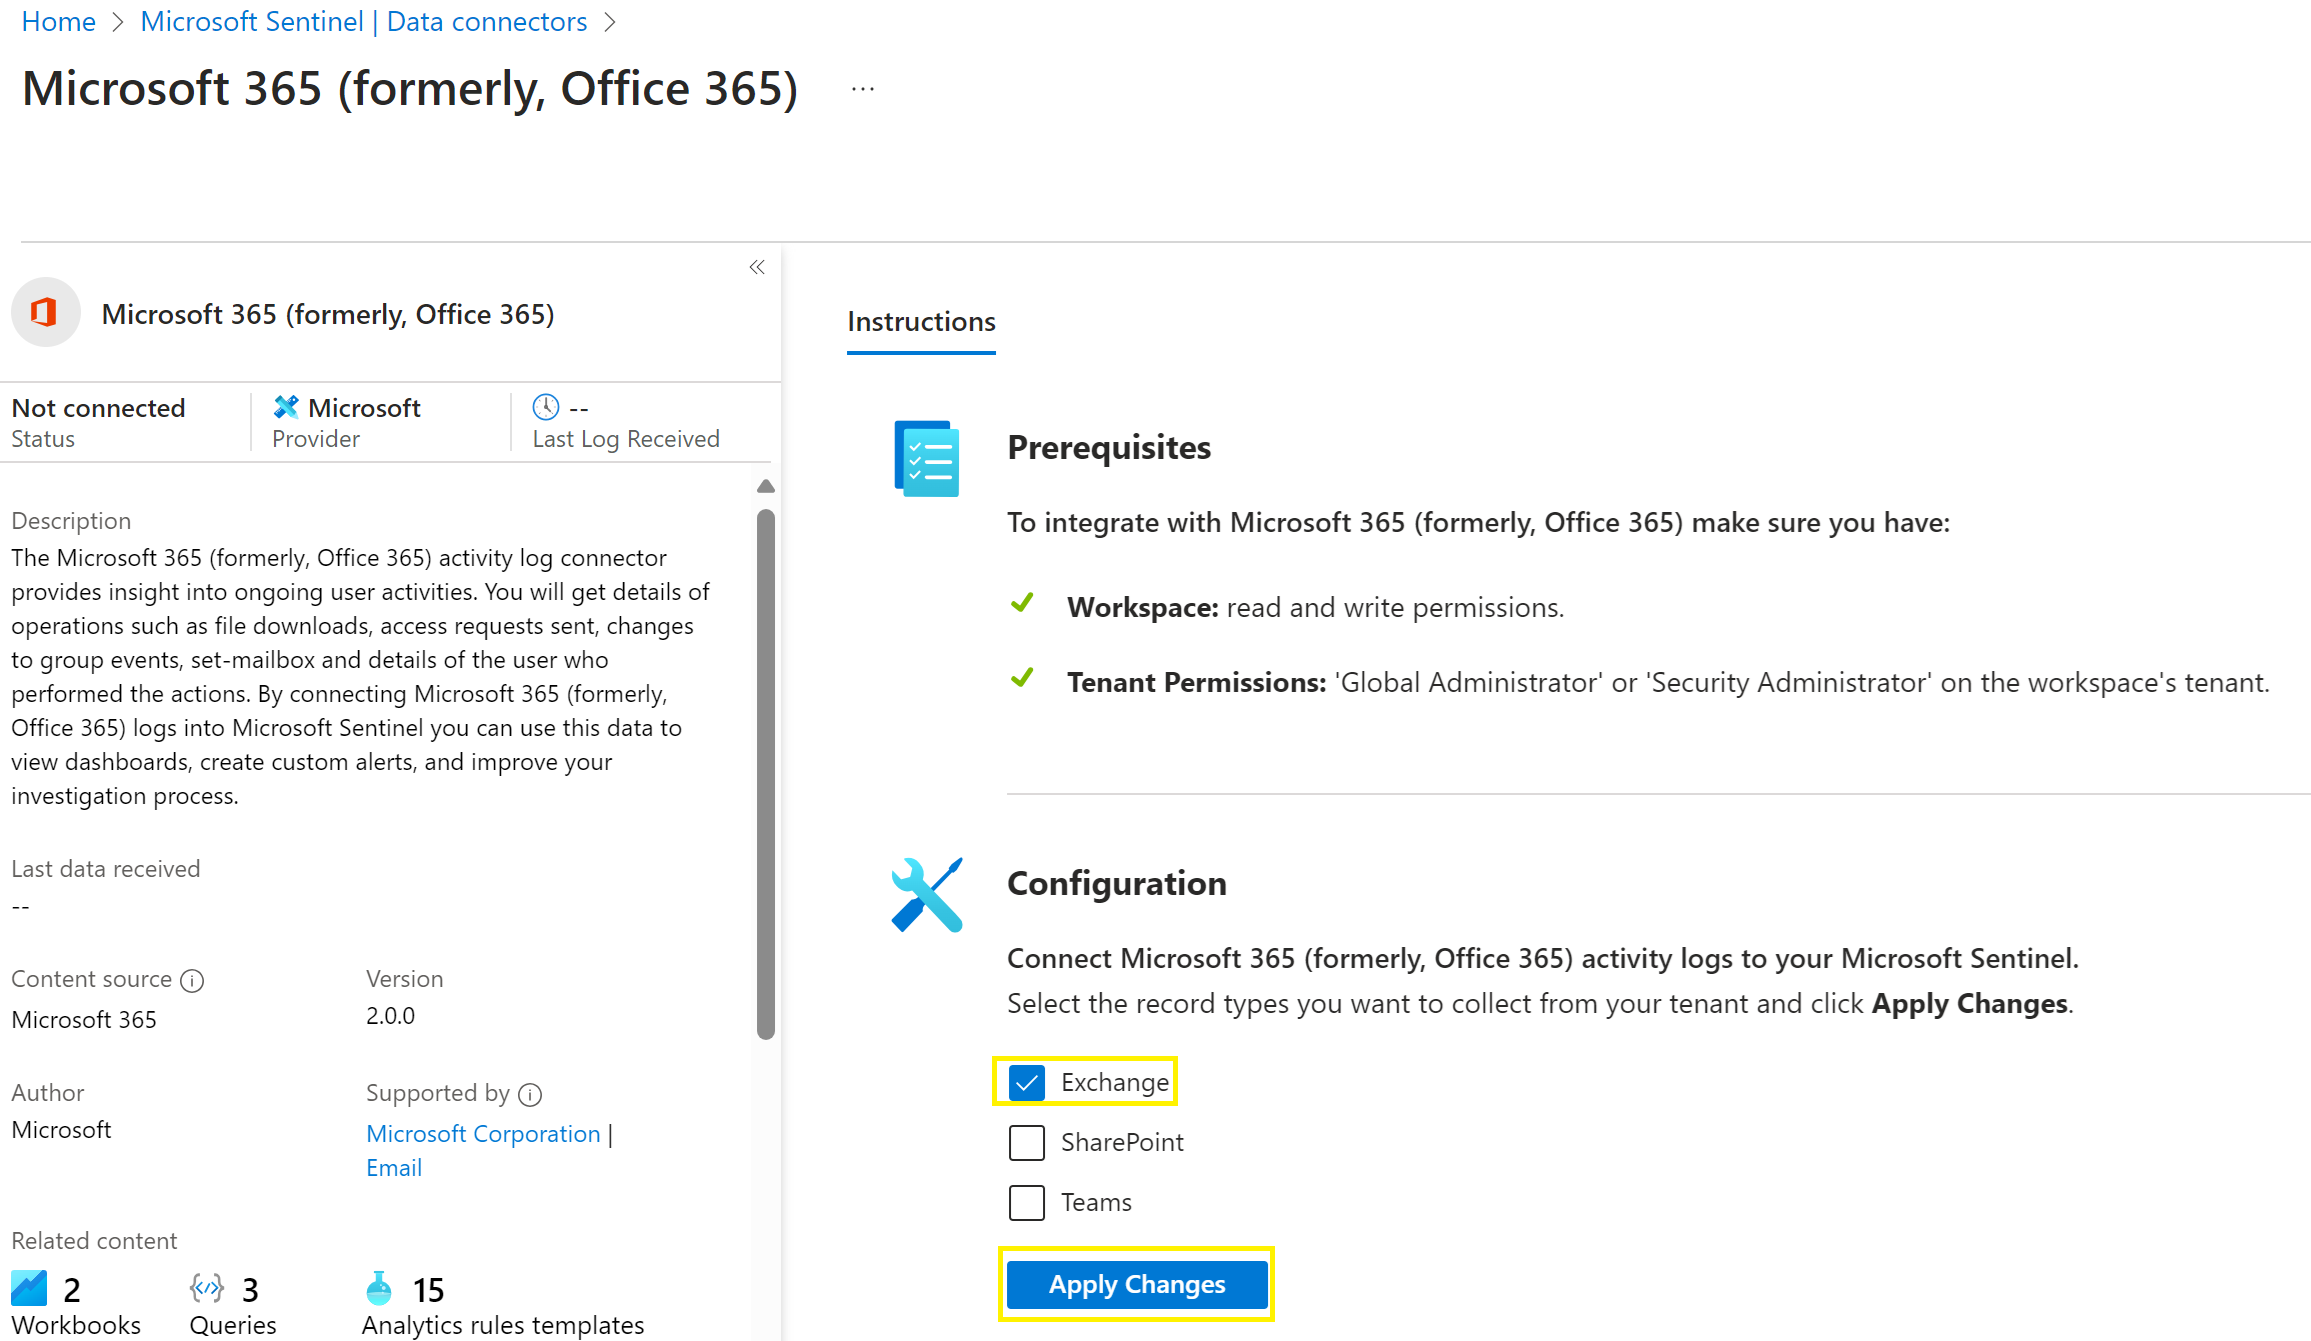 Home > Microsoft Sentinel | Data connectors >
Microsoft 365 (formerly, Office 365) ...
Microsoft 365 (formerly, Office 365)
Not connected
Status
Microsoft
Provider
--
Last Log Received
Description
The Microsoft 365 (formerly, Office 365) activity log connector
provides insight into ongoing user activities. You will get details of
operations such as file downloads, access requests sent, changes
to group events, set-mailbox and details of the user who
performed the actions. By connecting Microsoft 365 (formerly,
Office 365) logs into Microsoft Sentinel you can use this data to
view dashboards, create custom alerts, and improve your
investigation process.
Last data received
--
Content source
Microsoft 365
Version
2.0.0
Author
Microsoft
Supported by
Microsoft Corporation |
Email
Related content
2
Workbooks
3
Queries
15
Analytics rules templates
Instructions
Prerequisites
To integrate with Microsoft 365 (formerly, Office 365) make sure you have:
Workspace: read and write permissions.
Tenant Permissions: 'Global Administrator' or 'Security Administrator' on the workspace's tenant.
Configuration
Connect Microsoft 365 (formerly, Office 365) activity logs to your Microsoft Sentinel.
Select the record types you want to collect from your tenant and click Apply Changes.
Exchange
SharePoint
Teams
Apply Changes